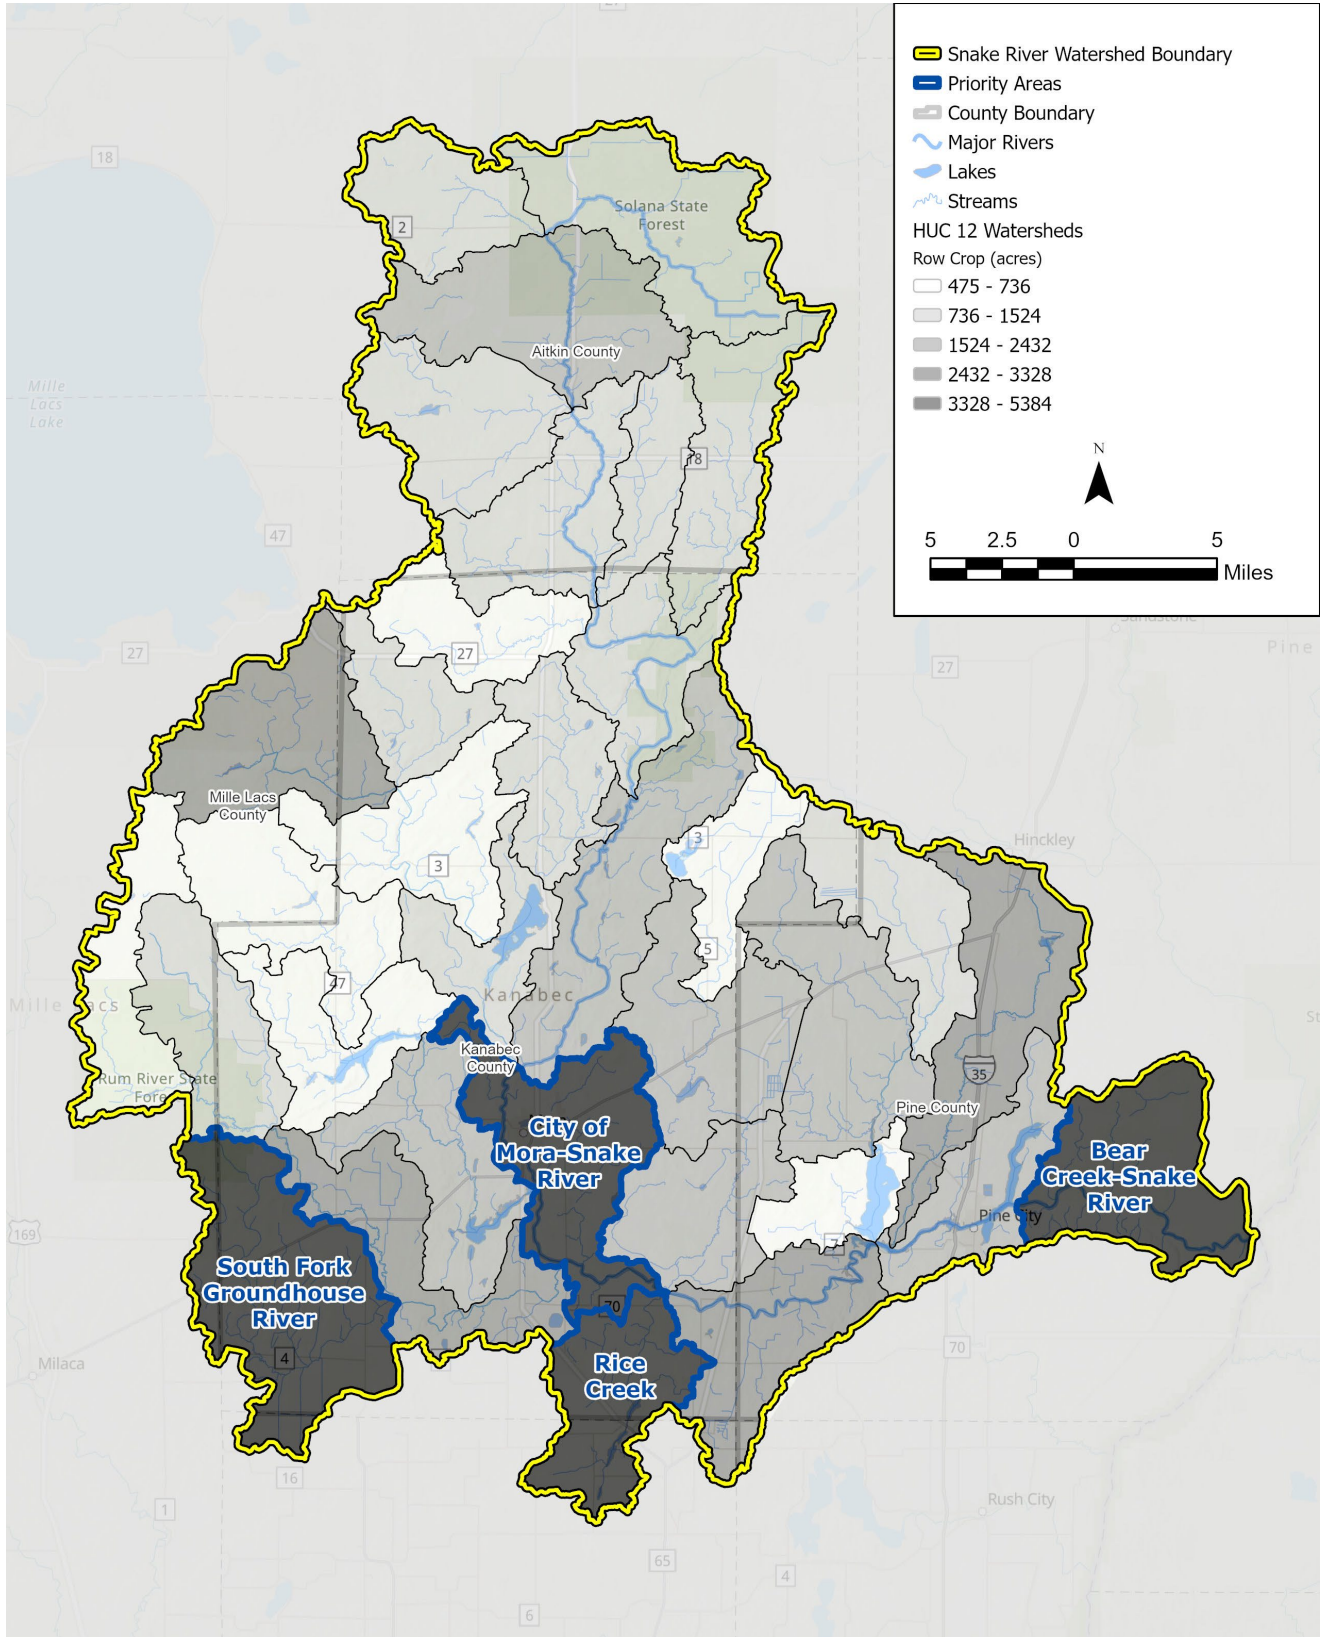 27
Snake River Watershed Boundary
Priority Areas
County Boundary
Major Rivers
Lakes
Streams
HUC 12 Watersheds
Row Crop (acres)
475 - 736
736 - 1524
1524 - 2432
2432 - 3328
3328 - 5384
N
5 2.5 0 5
Miles
18
2
Solana State
Forest
Aitkin County
Mille
Lacs
Lake
18
47
27
27
27
Pine
Mille Lacs
County
3
3
Hinckley
5
47
Kanabec
Kanabec
County
35
Rum River State
Pine County
City of
Mora-Snake
River
Bear
Creek-Snake
River
Pine City
169
South Fork
Groundhouse
River
70
70
Rice
Creek
Milaca
4
16
1
Rush City
65
4
6